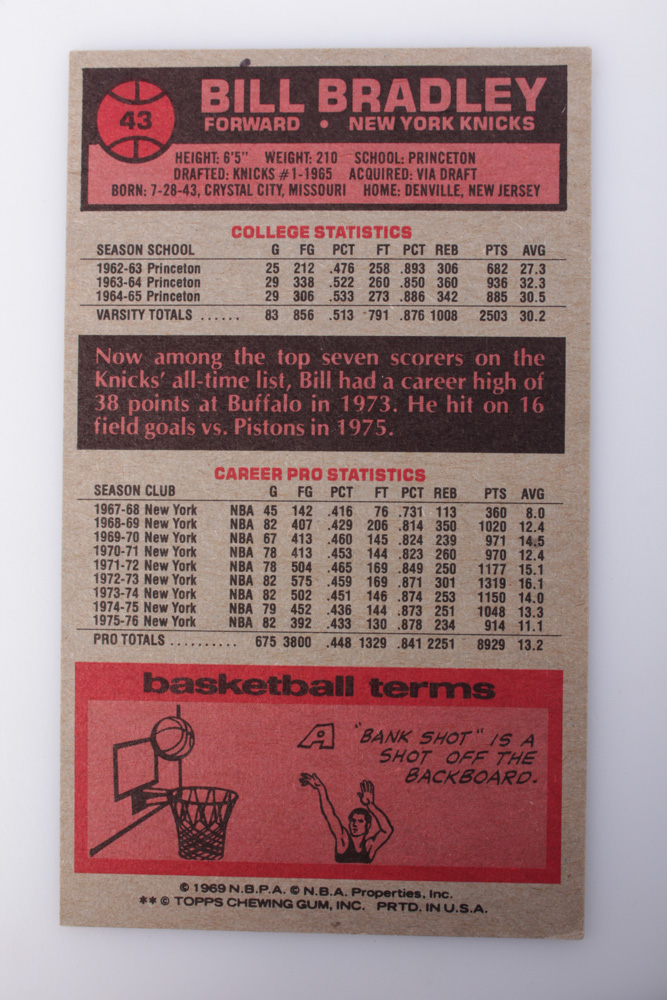 43
BILL BRADLEY
FORWARD • NEW YORK KNICKS
HEIGHT: 6'5" WEIGHT: 210 SCHOOL: PRINCETON
DRAFTED: KNICKS #1-1965 ACQUIRED: VIA DRAFT
BORN: 7-28-43, CRYSTAL CITY, MISSOURI HOME: DENVILLE, NEW JERSEY
COLLEGE STATISTICS
SEASON SCHOOL G FG PCT FT PCT REB PTS AVG
1962-63 Princeton 25 212 .476 258 .893 306 682 27.3
1963-64 Princeton 29 338 .522 260 .850 360 936 32.3
1964-65 Princeton 29 306 .533 273 .886 342 885 30.5
VARSITY TOTALS ...... 83 856 .513 791 .876 1008 2503 30.2
Now among the top seven scorers on the
Knicks' all-time list, Bill had a career high of
38 points at Buffalo in 1973. He hit on 16
field goals vs. Pistons in 1975.
CAREER PRO STATISTICS
SEASON CLUB G FG PCT FT PCT REB PTS AVG
1967-68 New York NBA 45 142 .416 76 .731 113 360 8.0
1968-69 New York NBA 82 407 .429 206 .814 350 1020 12.4
1969-70 New York NBA 67 413 .460 145 .824 239 971 14.5
1970-71 New York NBA 78 413 .453 144 .823 260 970 12.4
1971-72 New York NBA 78 504 .465 169 .849 250 1177 15.1
1972-73 New York NBA 82 575 .459 169 .871 301 1319 16.1
1973-74 New York NBA 82 502 .451 146 .874 253 1150 14.0
1974-75 New York NBA 79 452 .436 144 .873 251 1048 13.3
1975-76 New York NBA 82 392 .433 130 .878 234 914 11.1
PRO TOTALS .......... 675 3800 .448 1329 .841 2251 8929 13.2
basketball terms
A "BANK SHOT" IS A
SHOT OFF THE
BACKBOARD.
© 1969 N.B.P.A. © N.B.A. Properties, Inc.
** © TOPPS CHEWING GUM, INC. PRTD. IN U.S.A.